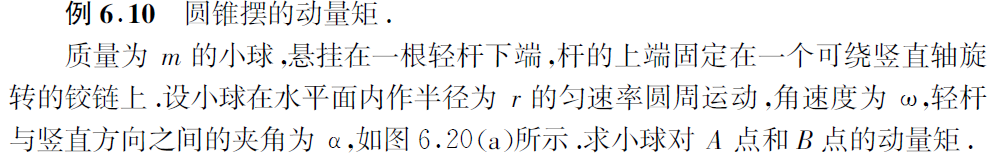 例 6.10 圆锥摆的动量矩.
质量为 m 的小球,悬挂在一根轻杆下端,杆的上端固定在一个可绕竖直轴旋
转的铰链上.设小球在水平面内作半径为 r 的匀速率圆周运动,角速度为 ω,轻杆
与竖直方向之间的夹角为 α,如图 6.20(a)所示.求小球对 A 点和 B 点的动量矩.